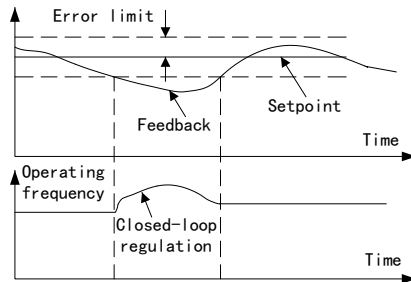 Error limit
Setpoint
Feedback
Time
Operating
frequency
Closed-loop
regulation
Time